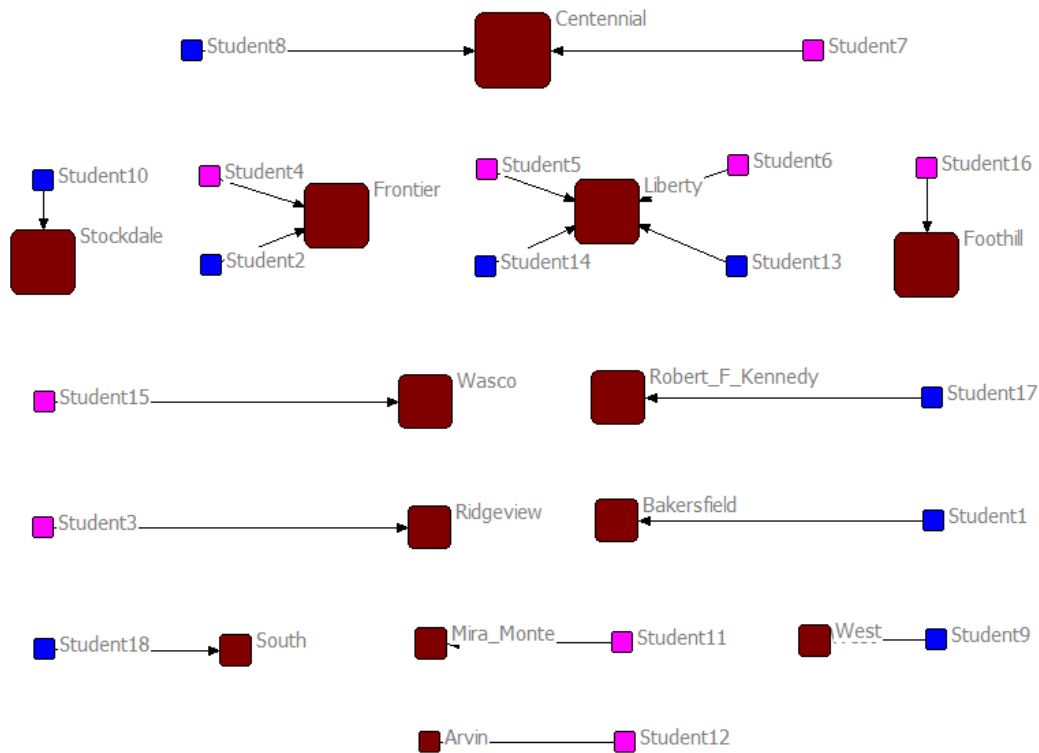 Centennial
Student8
Student7
Student10
Student4
Student5
Student6
Student16
Frontier
Liberty
Stockdale
Foothill
Student2
Student14
Student13
Wasco
Robert_F_Kennedy
Student15
Student17
Ridgeview
Bakersfield
Student3
Student1
Student18
South
Mira_Monte
Student11
West
Student9
Arvin
Student12